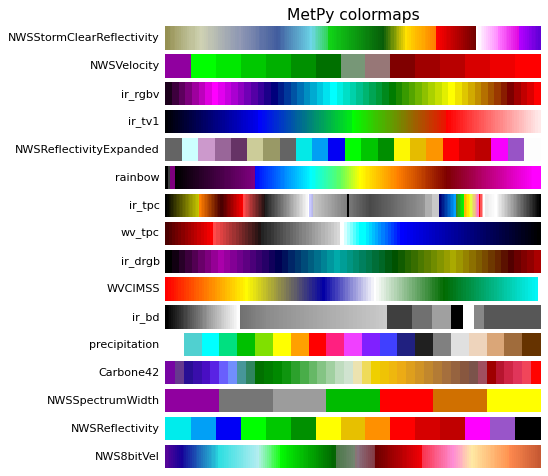 MetPy colormaps
NWSStormClearReflectivity
NWSVelocity
ir_rgbv
ir_tv1
NWSReflectivityExpanded
rainbow
ir_tpc
wv_tpc
ir_drgb
WVCIMSS
ir_bd
precipitation
Carbone42
NWSSpectrumWidth
NWSReflectivity
NWS8bitVel